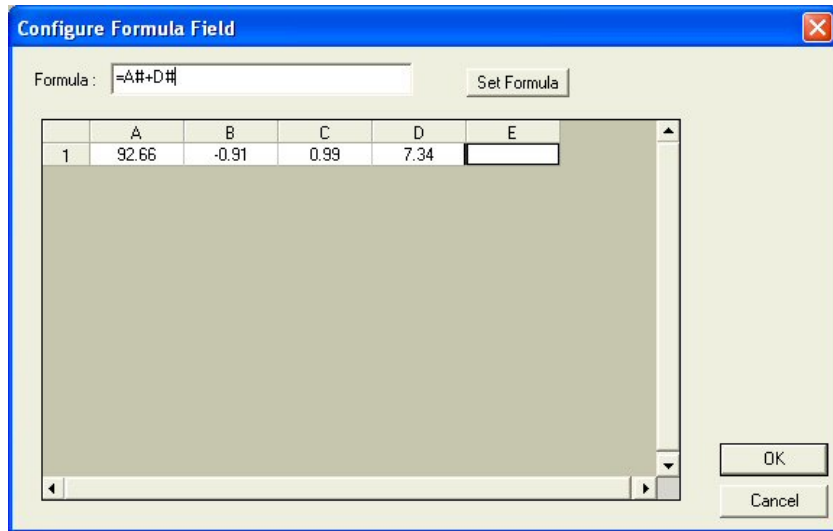 Configure Formula Field
Formula : =A#+D# Set Formula
A B C D E
1 92.66 -0.91 0.99 7.34
OK
Cancel